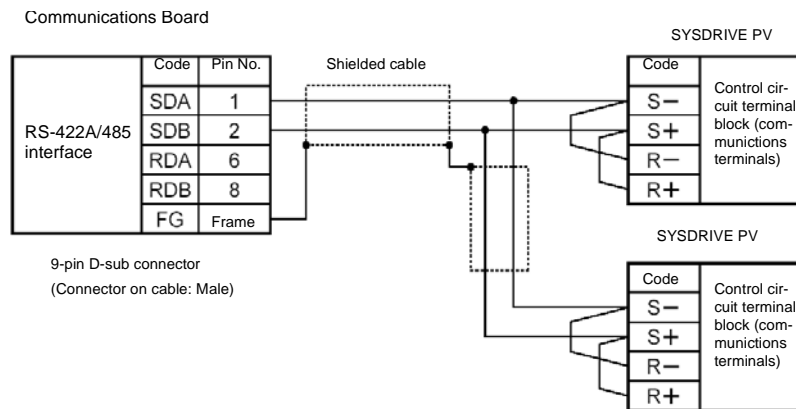 Communications Board
SYSDRIVE PV
Code Pin No.
Shielded cable
Code
RS-422A/485
interface
SDA 1
SDB 2
RDA 6
RDB 8
FG Frame
S−
S+
R−
R+
Control cir-
cuit terminal
block (com-
munictions
terminals)
9-pin D-sub connector
(Connector on cable: Male)
SYSDRIVE PV
Code
S−
S+
R−
R+
Control cir-
cuit terminal
block (com-
munictions
terminals)